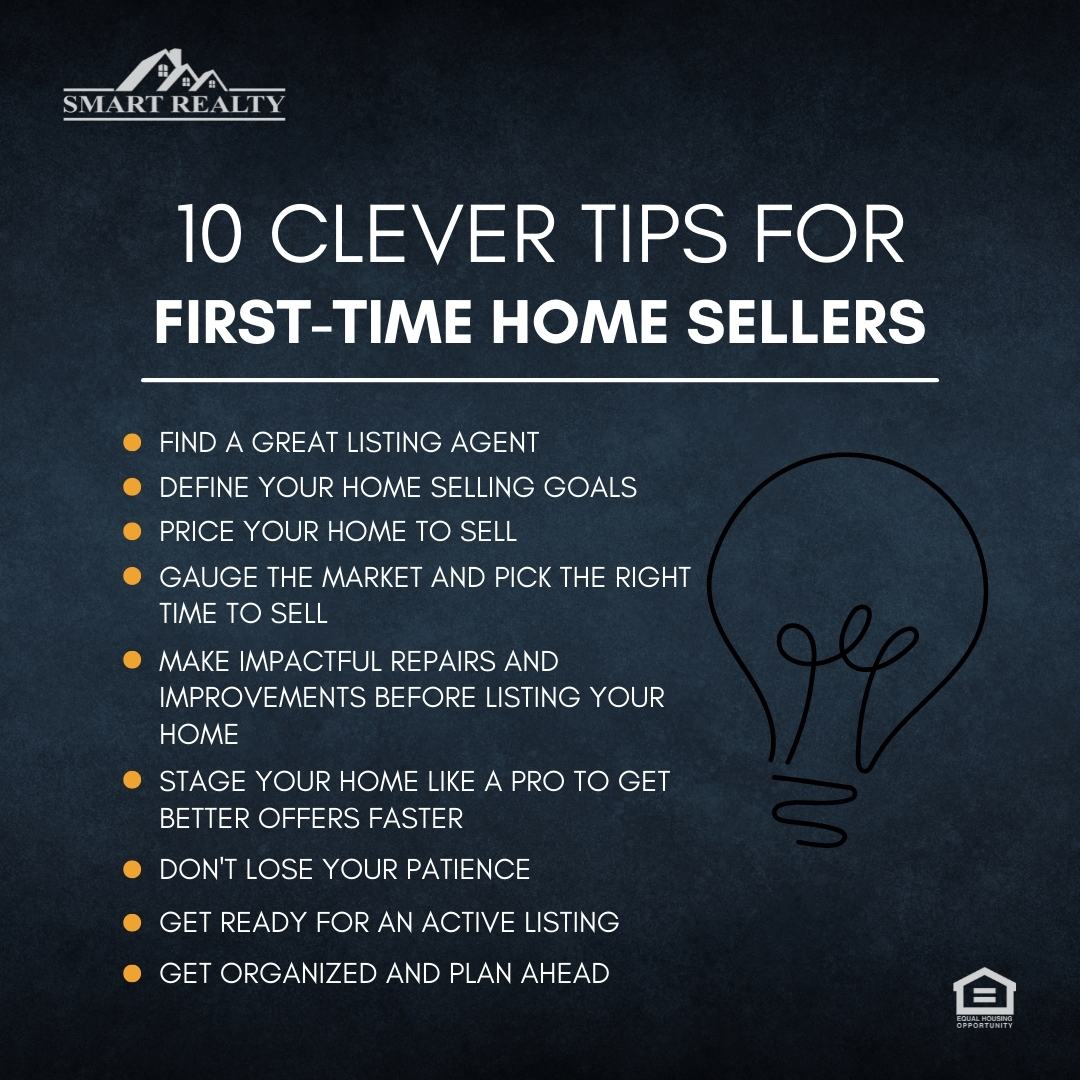 SMART REALTY
10 CLEVER TIPS FOR
FIRST-TIME HOME SELLERS
FIND A GREAT LISTING AGENT
DEFINE YOUR HOME SELLING GOALS
PRICE YOUR HOME TO SELL
GAUGE THE MARKET AND PICK THE RIGHT
TIME TO SELL
MAKE IMPACTFUL REPAIRS AND
IMPROVEMENTS BEFORE LISTING YOUR
HOME
STAGE YOUR HOME LIKE A PRO TO GET
BETTER OFFERS FASTER
DON'T LOSE YOUR PATIENCE
GET READY FOR AN ACTIVE LISTING
GET ORGANIZED AND PLAN AHEAD
EQUAL HOUSING
OPPORTUNITY